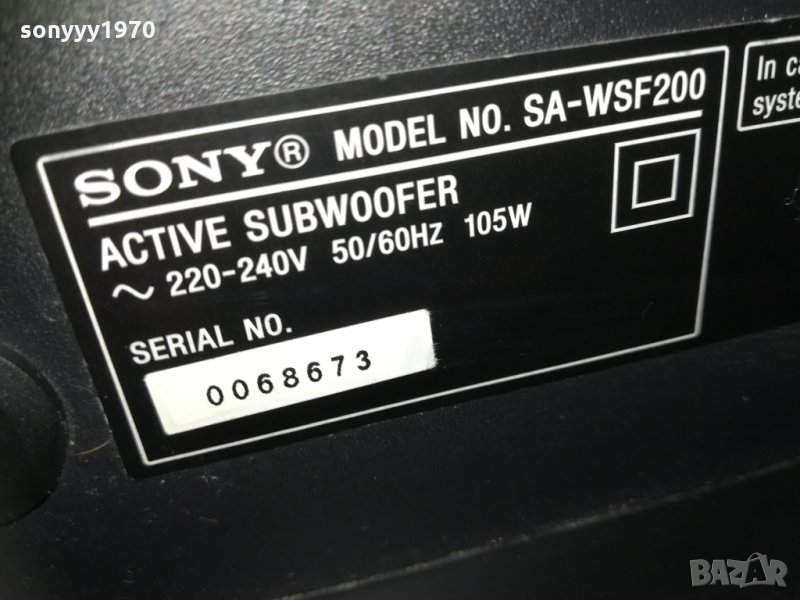 sonyyy1970
SONY® MODEL NO. SA-WSF200
ACTIVE SUBWOOFER
~ 220-240V 50/60HZ 105W
SERIAL NO.
0068673
In ca
syste
BAZAR